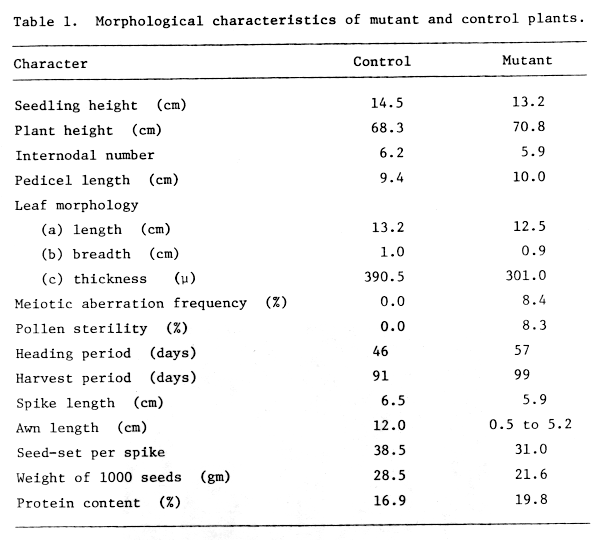 Table 1. Morphological characteristics of mutant and control plants.
Character Control Mutant
Seedling height (cm) 14.5 13.2
Plant height (cm) 68.3 70.8
Internodal number 6.2 5.9
Pedicel length (cm) 9.4 10.0
Leaf morphology
(a) length (cm) 13.2 12.5
(b) breadth (cm) 1.0 0.9
(c) thickness (μ) 390.5 301.0
Meiotic aberration frequency (%) 0.0 8.4
Pollen sterility (%) 0.0 8.3
Heading period (days) 46 57
Harvest period (days) 91 99
Spike length (cm) 6.5 5.9
Awn length (cm) 12.0 0.5 to 5.2
Seed-set per spike 38.5 31.0
Weight of 1000 seeds (gm) 28.5 21.6
Protein content (%) 16.9 19.8